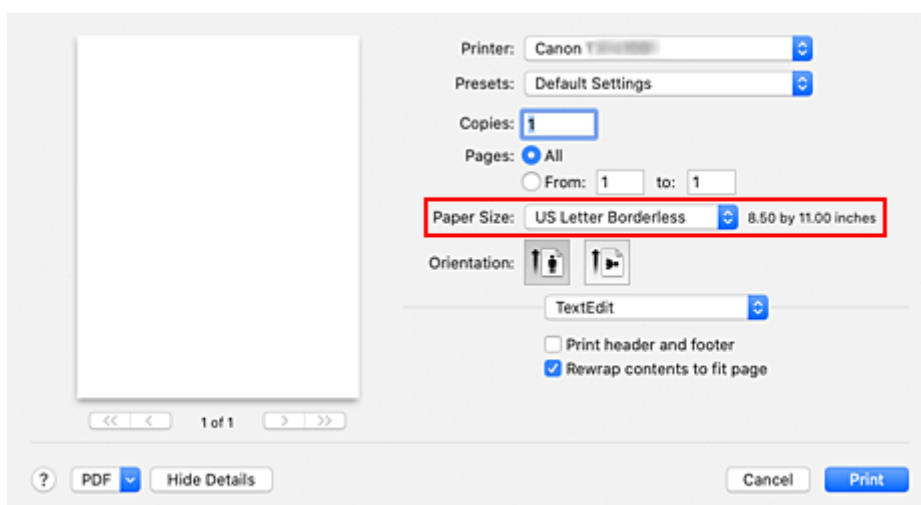 Printer: Canon
Presets: Default Settings
Copies: 1
Pages: All
From: 1 to: 1
Paper Size: US Letter Borderless 8.50 by 11.00 inches
Orientation:
TextEdit
Print header and footer
Rewrap contents to fit page
<< < 1 of 1 > >>
? PDF Hide Details Cancel Print